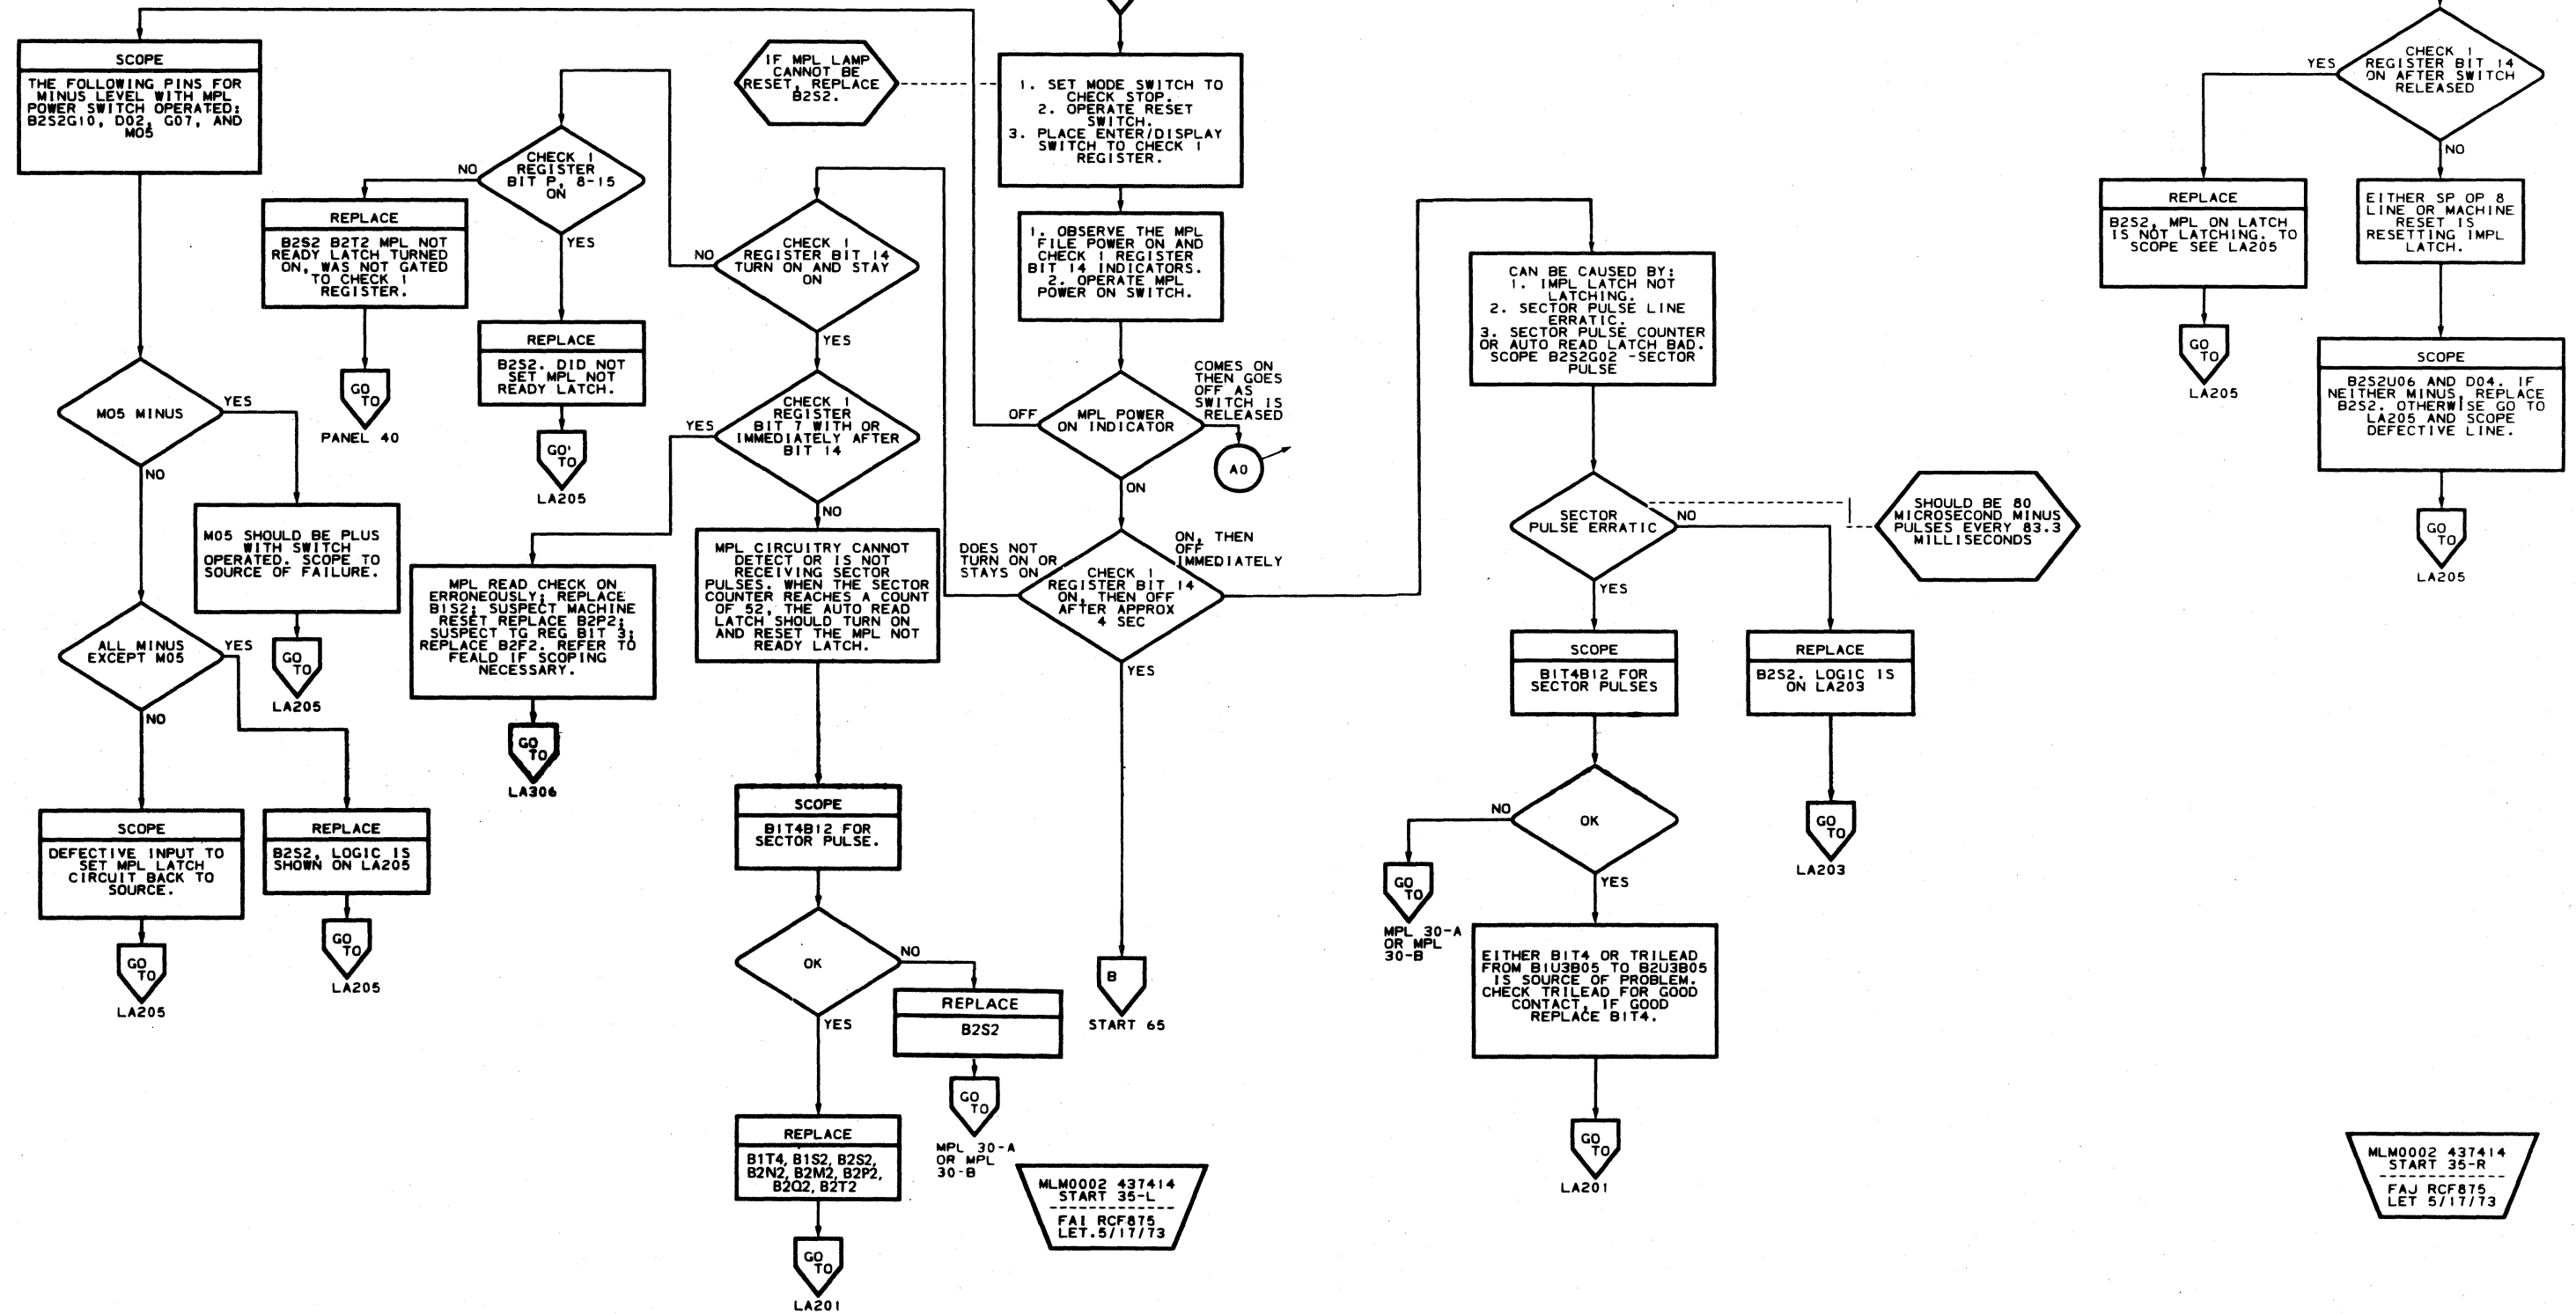 SCOPE
THE FOLLOWING PINS FOR
MINUS LEVEL WITH MPL
POWER SWITCH OPERATED:
B2S2G10, D02, G07, AND
M05
M05 MINUS
YES
NO
M05 SHOULD BE PLUS
WITH SWITCH
OPERATED. SCOPE TO
SOURCE OF FAILURE.
GO
TO
LA205
ALL MINUS
EXCEPT M05
YES
NO
SCOPE
DEFECTIVE INPUT TO
SET MPL LATCH
CIRCUIT BACK TO
SOURCE.
GO
TO
LA205
REPLACE
B2S2, LOGIC IS
SHOWN ON LA205
GO
TO
LA205
CHECK 1
REGISTER
BIT P, 8-15
ON
NO
YES
REPLACE
B2S2 B2T2 MPL NOT
READY LATCH TURNED
ON, WAS NOT GATED
TO CHECK 1
REGISTER.
GO
TO
PANEL 40
REPLACE
B2S2. DID NOT
SET MPL NOT
READY LATCH.
GO'
TO
LA205
IF MPL LAMP
CANNOT BE
RESET, REPLACE
B2S2.
1. SET MODE SWITCH TO
CHECK STOP.
2. OPERATE RESET
SWITCH.
3. PLACE ENTER/DISPLAY
SWITCH TO CHECK 1
REGISTER.
1. OBSERVE THE MPL
FILE POWER ON AND
CHECK 1 REGISTER
BIT 14 INDICATORS.
2. OPERATE MPL
POWER ON SWITCH.
CHECK 1
REGISTER BIT 14
TURN ON AND STAY
ON
NO
YES
CHECK 1
REGISTER
BIT 7 WITH OR
IMMEDIATELY AFTER
BIT 14
YES
NO
MPL READ CHECK ON
ERRONEOUSLY; REPLACE
B1S2; SUSPECT MACHINE
RESET REPLACE B2P2;
SUSPECT TG REG BIT 3;
REPLACE B2F2. REFER TO
FEALD IF SCOPING
NECESSARY.
GO
TO
LA306
MPL CIRCUITRY CANNOT
DETECT OR IS NOT
RECEIVING SECTOR
PULSES. WHEN THE SECTOR
COUNTER REACHES A COUNT
OF 52, THE AUTO READ
LATCH SHOULD TURN ON
AND RESET THE MPL NOT
READY LATCH.
SCOPE
B1T4B12 FOR
SECTOR PULSE.
OK
NO
YES
REPLACE
B2S2
GO
TO
MPL 30-A
OR MPL
30-B
REPLACE
B1T4, B1S2, B2S2,
B2N2, B2M2, B2P2,
B2Q2, B2T2
GO
TO
LA201
MPL POWER
ON INDICATOR
OFF
ON
COMES ON
THEN GOES
OFF AS
SWITCH IS
RELEASED
A0
CHECK 1
REGISTER BIT 14
ON, THEN OFF
AFTER APPROX
4 SEC
DOES NOT
TURN ON OR
STAYS ON
ON, THEN
OFF
IMMEDIATELY
YES
B
START 65
MLM0002 437414
START 35-L
FAI RCF875
LET.5/17/73
CAN BE CAUSED BY:
1. IMPL LATCH NOT
LATCHING.
2. SECTOR PULSE LINE
ERRATIC.
3. SECTOR PULSE COUNTER
OR AUTO READ LATCH BAD.
SCOPE B2S2G02 -SECTOR
PULSE
SECTOR
PULSE ERRATIC
NO
YES
SHOULD BE 80
MICROSECOND MINUS
PULSES EVERY 83.3
MILLISECONDS
SCOPE
B1T4B12 FOR
SECTOR PULSES
REPLACE
B2S2. LOGIC IS
ON LA203
GO
TO
LA203
OK
NO
YES
GO
TO
MPL 30-A
OR MPL
30-B
EITHER B1T4 OR TRILEAD
FROM B1U3B05 TO B2U3B05
IS SOURCE OF PROBLEM.
CHECK TRILEAD FOR GOOD
CONTACT, IF GOOD
REPLACE B1T4.
GO
TO
LA201
CHECK 1
REGISTER BIT 14
ON AFTER SWITCH
RELEASED
YES
NO
REPLACE
B2S2, MPL ON LATCH
IS NOT LATCHING. TO
SCOPE SEE LA205
GO
TO
LA205
EITHER SP OP 8
LINE OR MACHINE
RESET IS
RESETTING IMPL
LATCH.
SCOPE
B2S2U06 AND D04. IF
NEITHER MINUS, REPLACE
B2S2. OTHERWISE GO TO
LA205 AND SCOPE
DEFECTIVE LINE.
GO
TO
LA205
MLM0002 437414
START 35-R
FAJ RCF875
LET 5/17/73